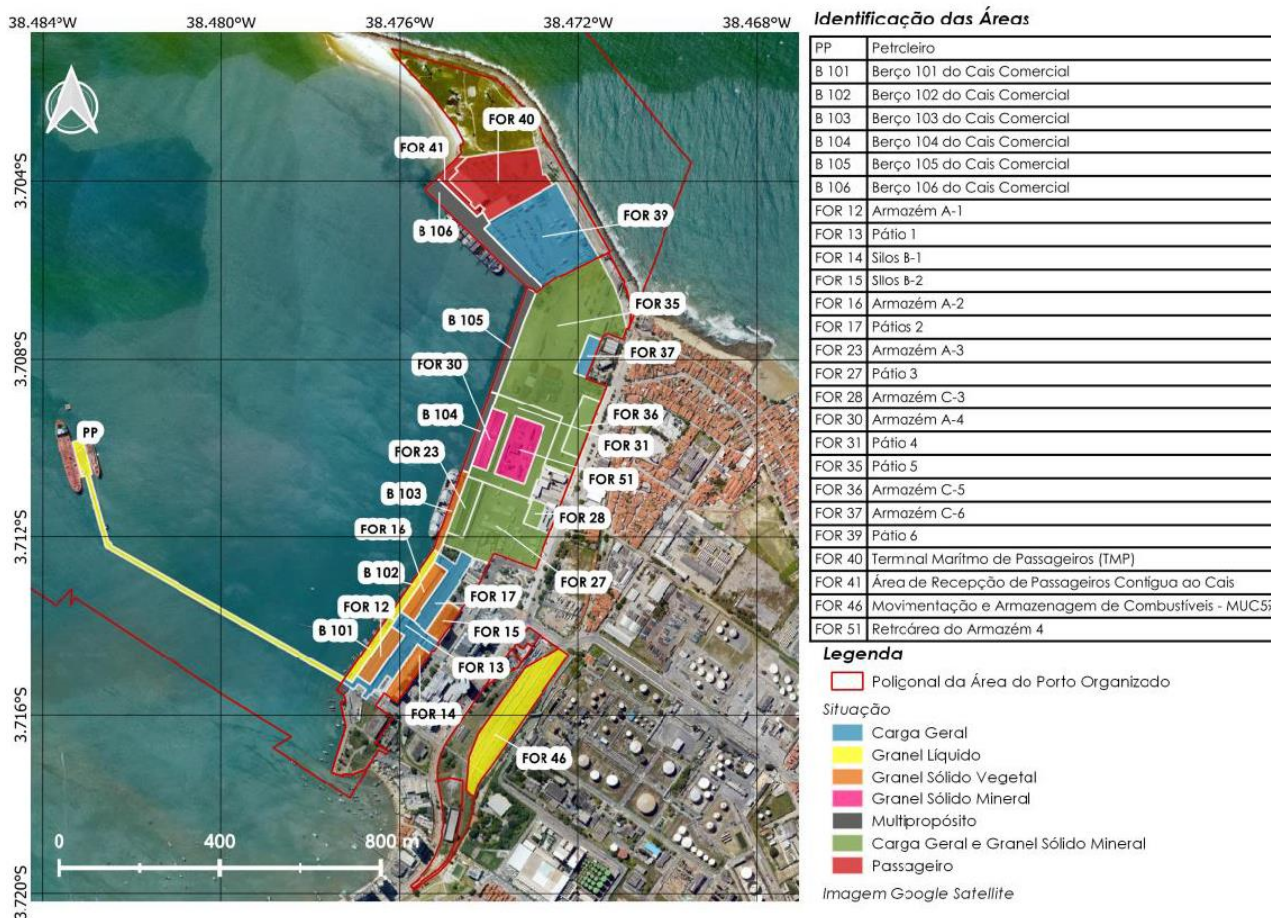 38.484°W 38.480°W 38.476°W 38.472°W 38.468°W
3.704°S
3.708°S
3.712°S
3.716°S
3.720°S
FOR 40
FOR 41
FOR 39
B 106
FOR 35
B 105
FOR 37
FOR 30
FOR 36
B 104
PP
FOR 31
FOR 23
FOR 51
B 103
FOR 28
FOR 16
FOR 27
B 102
FOR 17
FOR 12
FOR 15
B 101
FOR 13
FOR 14
FOR 46
0 400 800 m
Identificação das Áreas
PP Petrcleiro
B 101 Berço 101 do Cais Comercial
B 102 Berço 102 do Cais Comercial
B 103 Berço 103 do Cais Comercial
B 104 Berço 104 do Cais Comercial
B 105 Berço 105 do Cais Comercial
B 106 Berço 106 do Cais Comercial
FOR 12 Armazém A-1
FOR 13 Pátio 1
FOR 14 Silos B-1
FOR 15 Silos B-2
FOR 16 Armazém A-2
FOR 17 Pátios 2
FOR 23 Armazém A-3
FOR 27 Pátio 3
FOR 28 Armazém C-3
FOR 30 Armazém A-4
FOR 31 Pátio 4
FOR 35 Pátio 5
FOR 36 Armazém C-5
FOR 37 Armazém C-6
FOR 39 Pátio 6
FOR 40 Terminal Marítmo de Passageiros (TMP)
FOR 41 Área de Recepção de Passageiros Contígua ao Cais
FOR 46 Movimentação e Armazenagem de Combustíveis -
FOR 51 Retrcárea do Armazém 4
Legenda
Poligonal da Área do Porto Organizado
Situação
Carga Geral
Granel Líquido
Granel Sólido Vegetal
Granel Sólido Mineral
Multipropósito
Carga Geral e Granel Sólido Mineral
Passageiro
Imagem Google Satellite